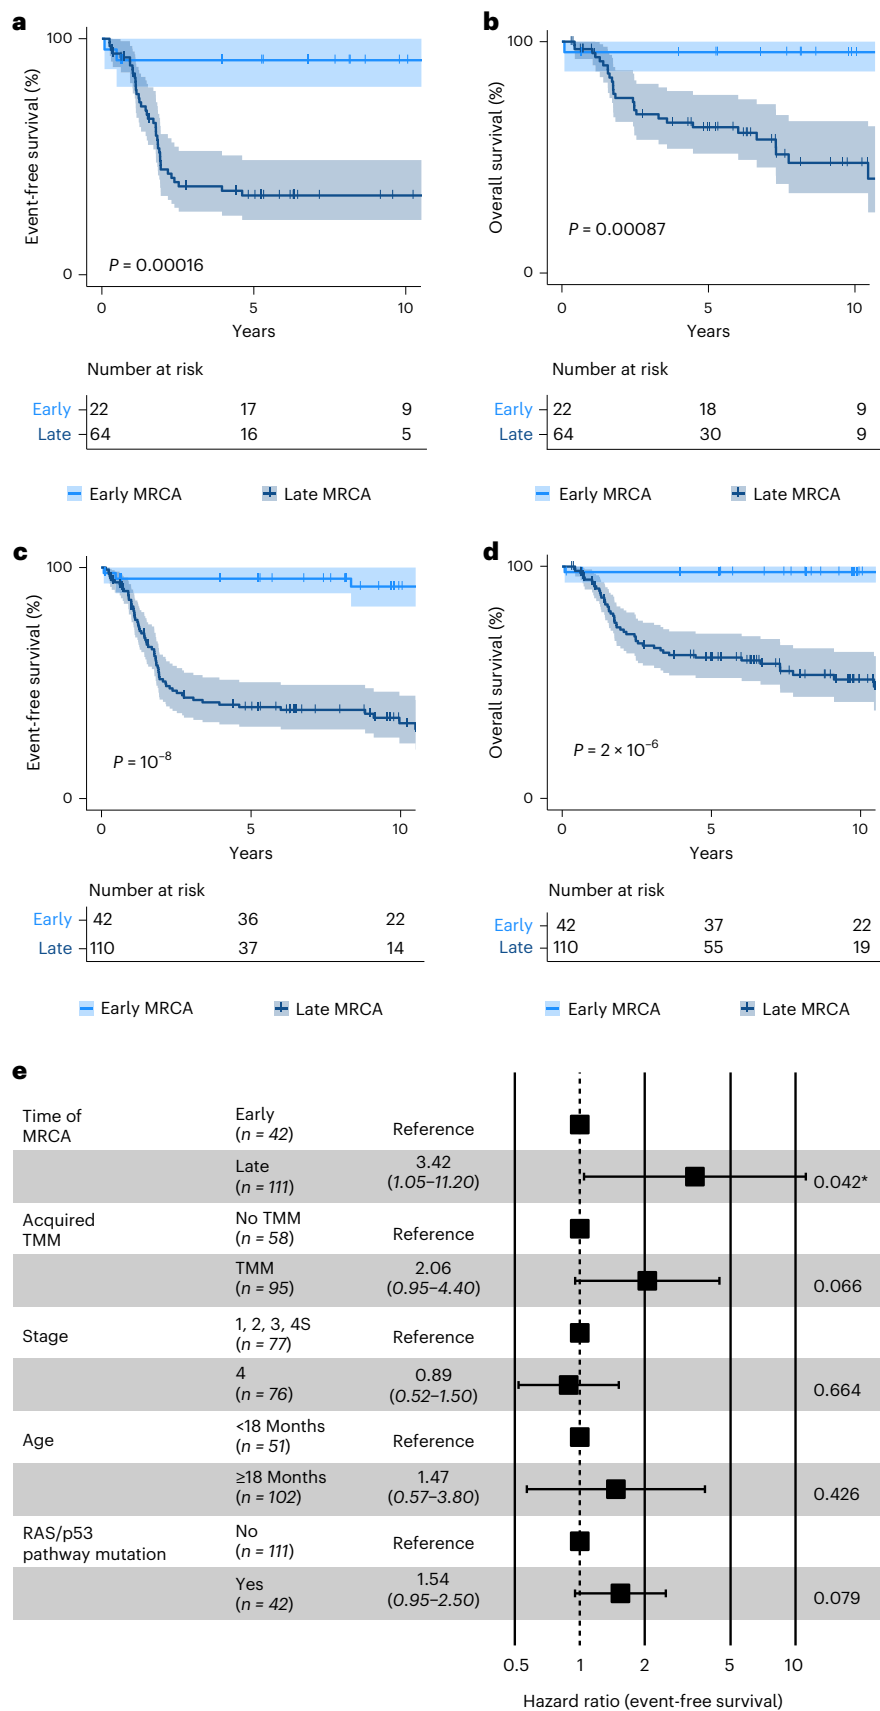 a
100
0
Event-free survival (%)
P = 0.00016
0 5 10
Years
Number at risk
Early 22 17 9
Late 64 16 5
Early MRCA Late MRCA
b
100
0
Overall survival (%)
P = 0.00087
0 5 10
Years
Number at risk
Early 22 18 9
Late 64 30 9
Early MRCA Late MRCA
c
100
0
Event-free survival (%)
P = 10⁻⁸
0 5 10
Years
Number at risk
Early 42 36 22
Late 110 37 14
Early MRCA Late MRCA
d
100
0
Overall survival (%)
P = 2 × 10⁻⁶
0 5 10
Years
Number at risk
Early 42 37 22
Late 110 55 19
Early MRCA Late MRCA
e
Time of
MRCA
Early
(n = 42)
Reference
Late
(n = 111)
3.42
(1.05–11.20)
0.042*
Acquired
TMM
No TMM
(n = 58)
Reference
TMM
(n = 95)
2.06
(0.95–4.40)
0.066
Stage
1, 2, 3, 4S
(n = 77)
Reference
4
(n = 76)
0.89
(0.52–1.50)
0.664
Age
<18 Months
(n = 51)
Reference
≥18 Months
(n = 102)
1.47
(0.57–3.80)
0.426
RAS/p53
pathway mutation
No
(n = 111)
Reference
Yes
(n = 42)
1.54
(0.95–2.50)
0.079
0.5 1 2 5 10
Hazard ratio (event-free survival)